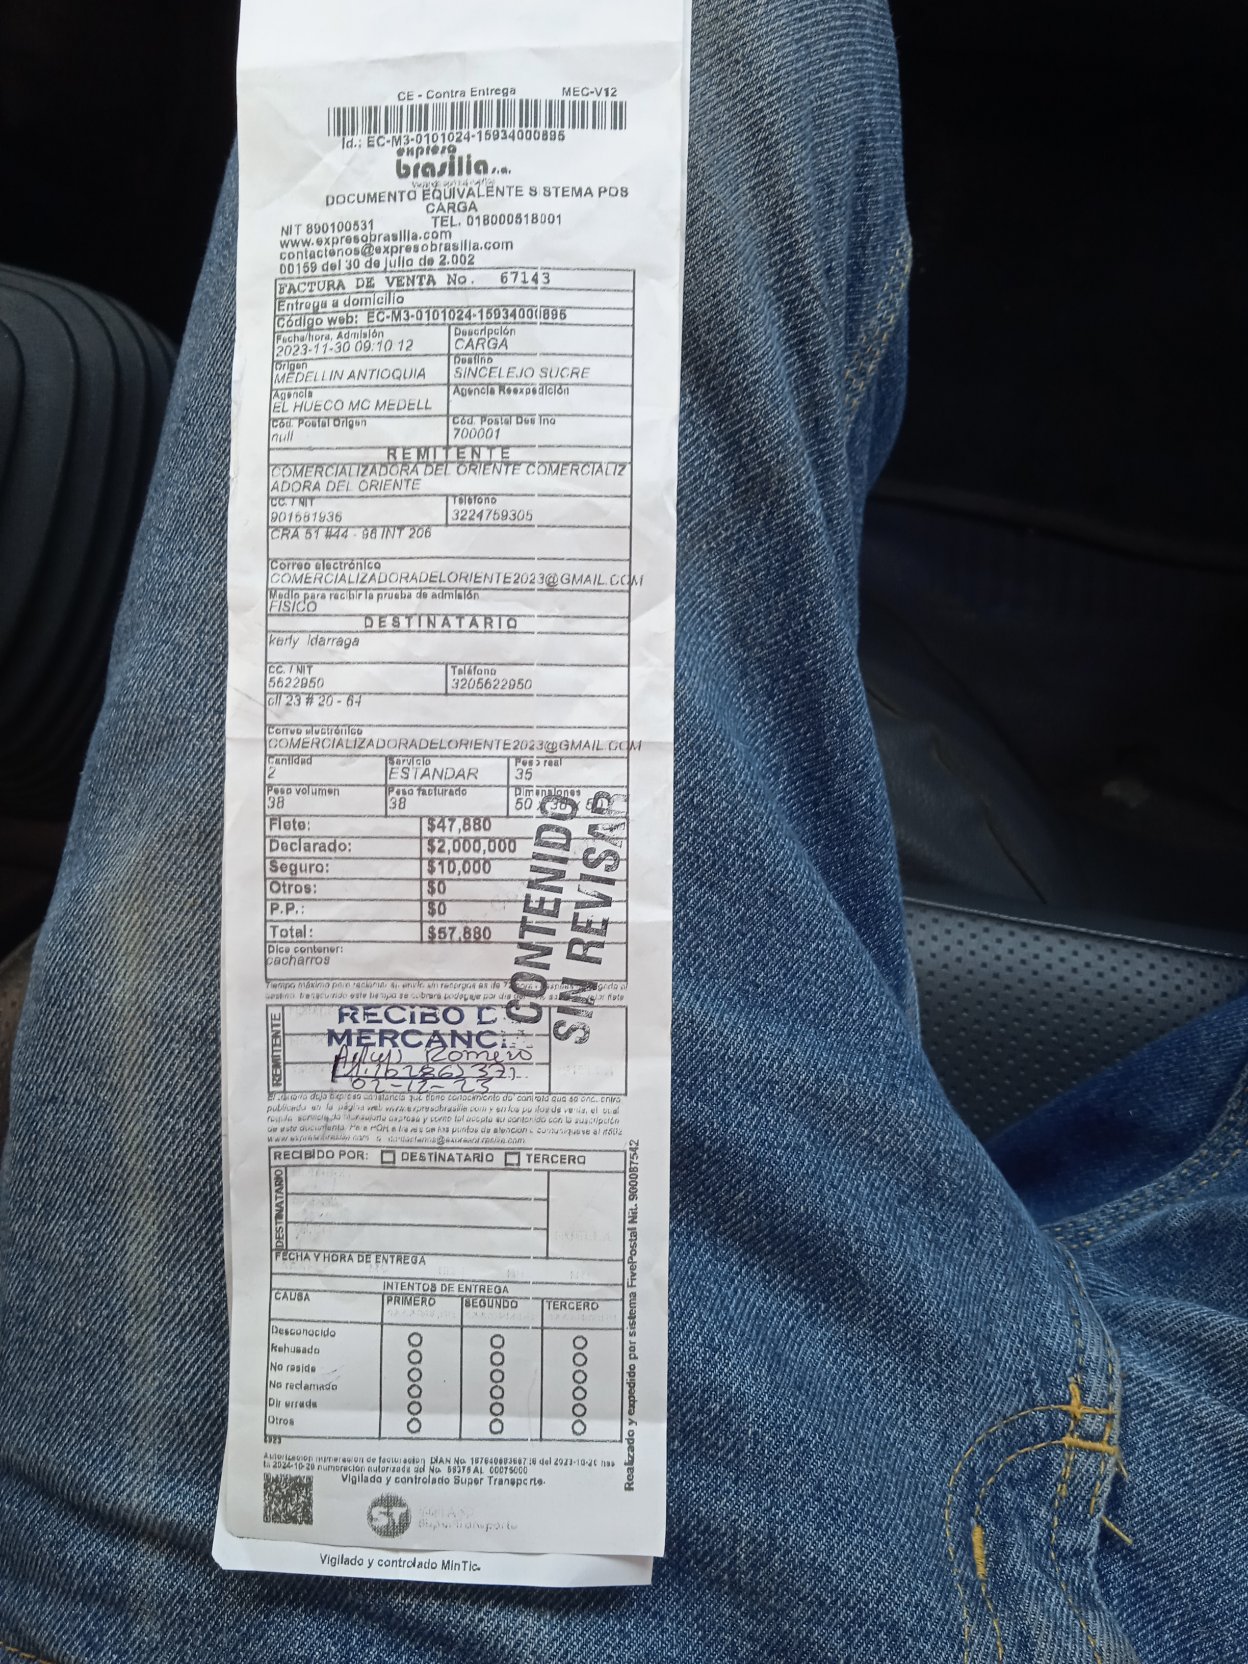 CE - Contra Entrega MEC-V12
Id.: EC-M3-0101024-15934000895
expreso
brasilia s.a.
DOCUMENTO EQUIVALENTE SISTEMA POS
CARGA
NIT 890100531 TEL. 018000518001
www.expresobrasilia.com
contactenos@expresobrasilia.com
00159 del 30 de julio de 2.002
FACTURA DE VENTA No. 67143
Entrega a domicilio
Código web: EC-M3-0101024-15934000895
Fecha/hora. Admisión Descripción
2023-11-30 09:10:12 CARGA
Origen Destino
MEDELLIN ANTIOQUIA SINCELEJO SUCRE
Agencia Agencia Reexpedición
EL HUECO MC MEDELL
Cód. Postal Origen Cód. Postal Destino
null 700001
REMITENTE
COMERCIALIZADORA DEL ORIENTE COMERCIALIZ
ADORA DEL ORIENTE
CC. / NIT Teléfono
901681936 3224759305
CRA 51 #44 - 96 INT 206
Correo electrónico
COMERCIALIZADORADELORIENTE2023@GMAIL.COM
Medio para recibir la prueba de admisión
FISICO
DESTINATARIO
kerly idarraga
CC. / NIT Teléfono
5622950 3205622950
cll 23 # 20 - 64
Correo electrónico
COMERCIALIZADORADELORIENTE2023@GMAIL.COM
Cantidad Servicio Peso real
2 ESTANDAR 35
Peso volumen Peso facturado Dimensiones
38 38 50
Flete: $47,880
Declarado: $2,000,000
Seguro: $10,000
Otros: $0
P.P.: $0
Total: $57,880
Dice contener:
cacharros
CONTENIDO
SIN REVISAR
REMITENTE
RECIBO D
MERCANC
Romero
02-12-23
RECIBIDO POR: DESTINATARIO TERCERO
DESTINATARIO
FECHA Y HORA DE ENTREGA
INTENTOS DE ENTREGA
CAUSA PRIMERO SEGUNDO TERCERO
Desconocido
Rehusado
No reside
No reclamado
Dir errada
Otros
Realizado y expedido por sistema FivePostal Nit. 900087542
Vigilado y controlado Super Transporte.
ST
Vigilado y controlado MinTic.